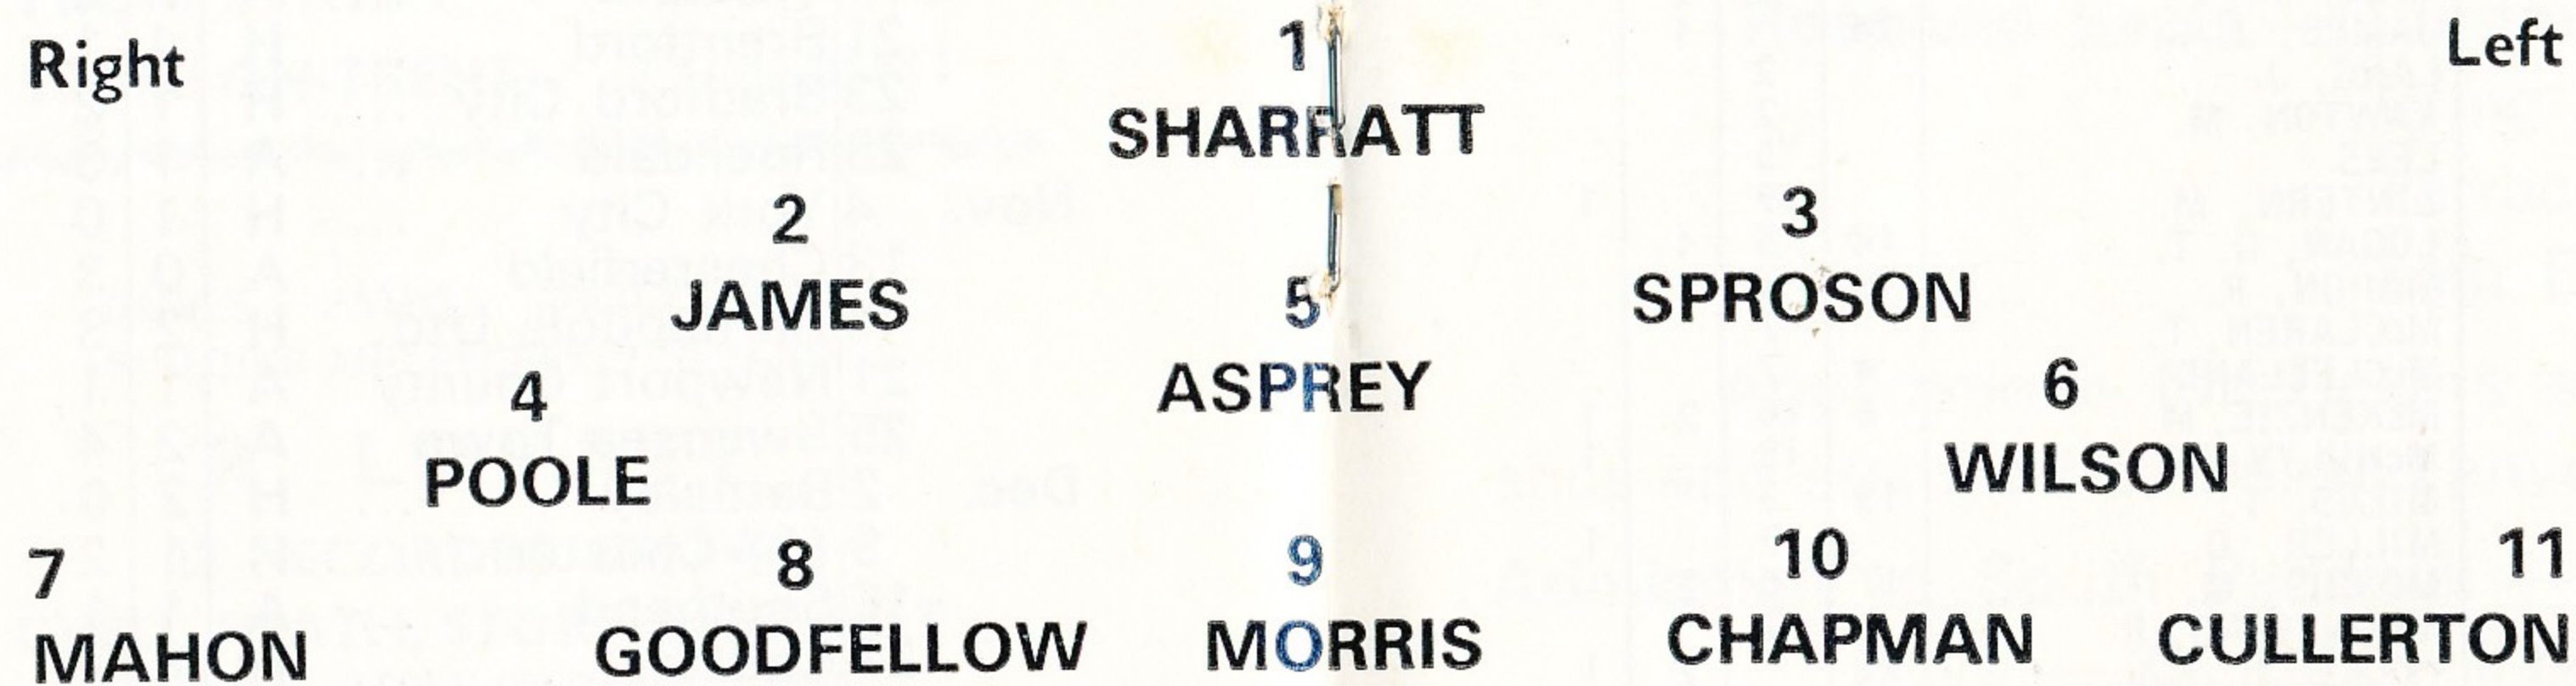 Right 1 Left
SHARRATT
2 3
JAMES 5 SPROSON
4 ASPREY 6
POOLE WILSON
7 8 9 10 11
MAHON GOODFELLOW MORRIS CHAPMAN CULLERTON